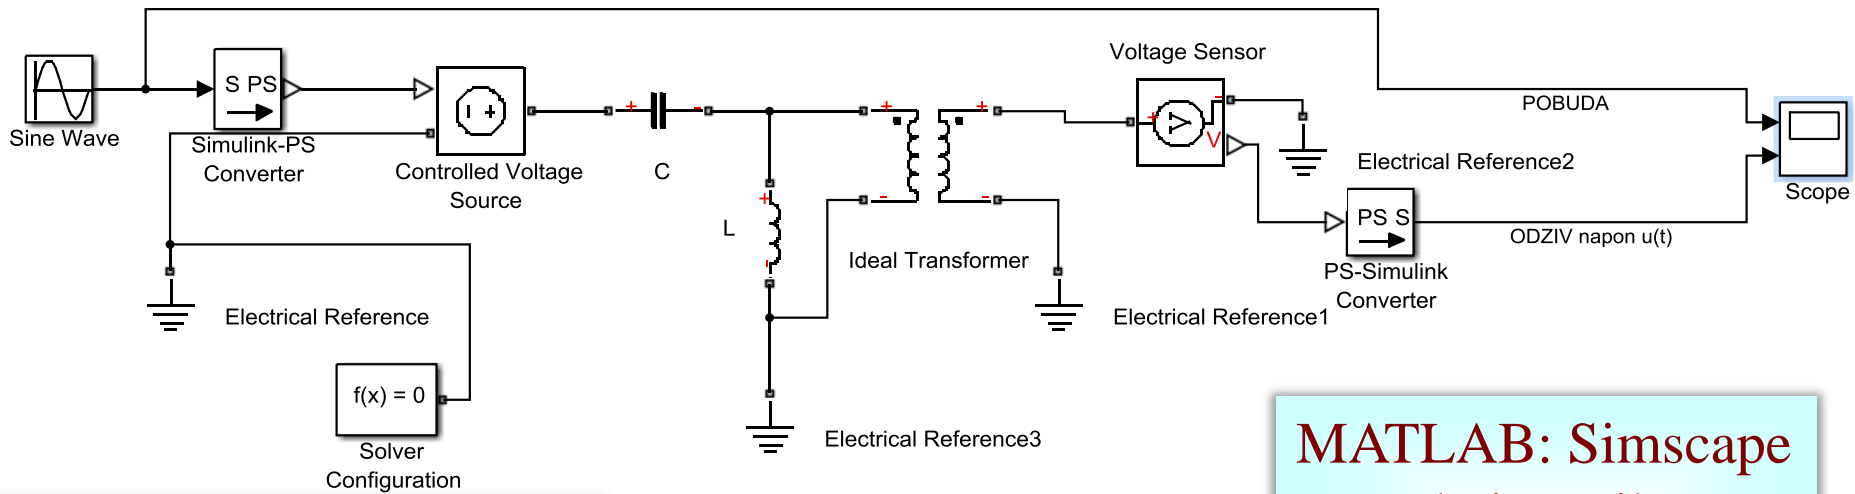 Voltage Sensor
S PS
Sine Wave
Simulink-PS
Converter
Controlled Voltage
Source
C
+
-
+
-
+
-
+
-
+
-
V
POBUDA
Electrical Reference2
Scope
L
Ideal Transformer
PS S
ODZIV napon u(t)
PS-Simulink
Converter
Electrical Reference
Electrical Reference1
f(x) = 0
Solver
Configuration
Electrical Reference3
MATLAB: Simscape